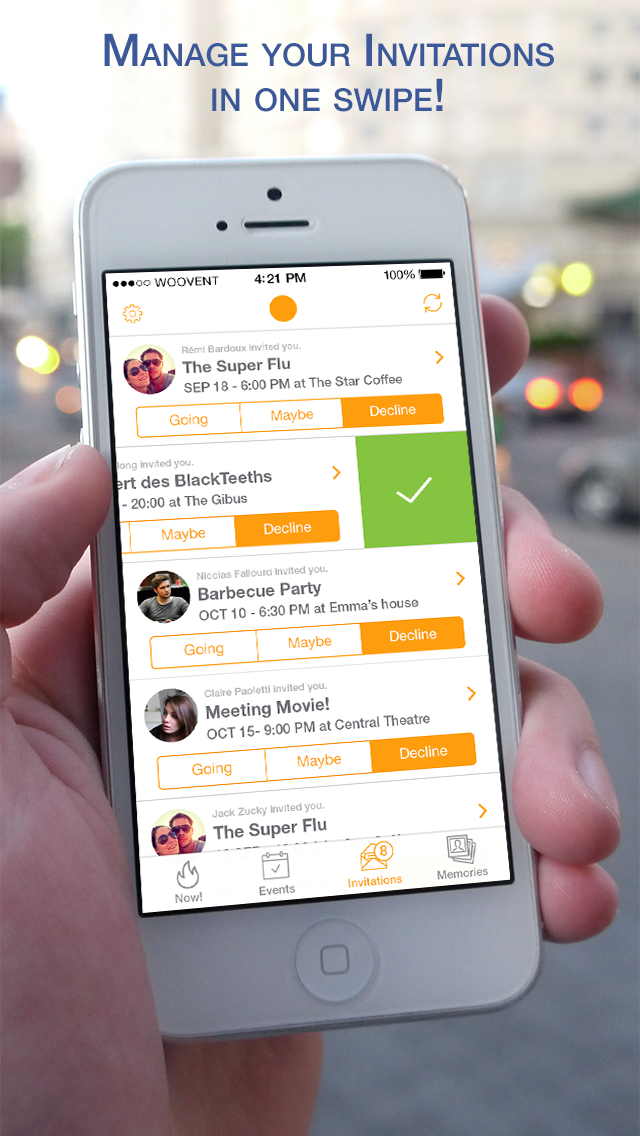 Manage your Invitations
in one swipe!
WOOVENT 4:21 PM 100%
Rémi Bardoux invited you.
The Super Flu
SEP 18 - 6:00 PM at The Star Coffee
Going Maybe Decline
long invited you.
ert des BlackTeeths
- 20:00 at The Gibus
Maybe Decline
Nicolas Fallourd invited you.
Barbecue Party
OCT 10 - 6:30 PM at Emma's house
Going Maybe Decline
Claire Paoletti invited you.
Meeting Movie!
OCT 15- 9:00 PM at Central Theatre
Going Maybe Decline
Jack Zucky invited you.
The Super Flu
8
Now! Events Invitations Memories